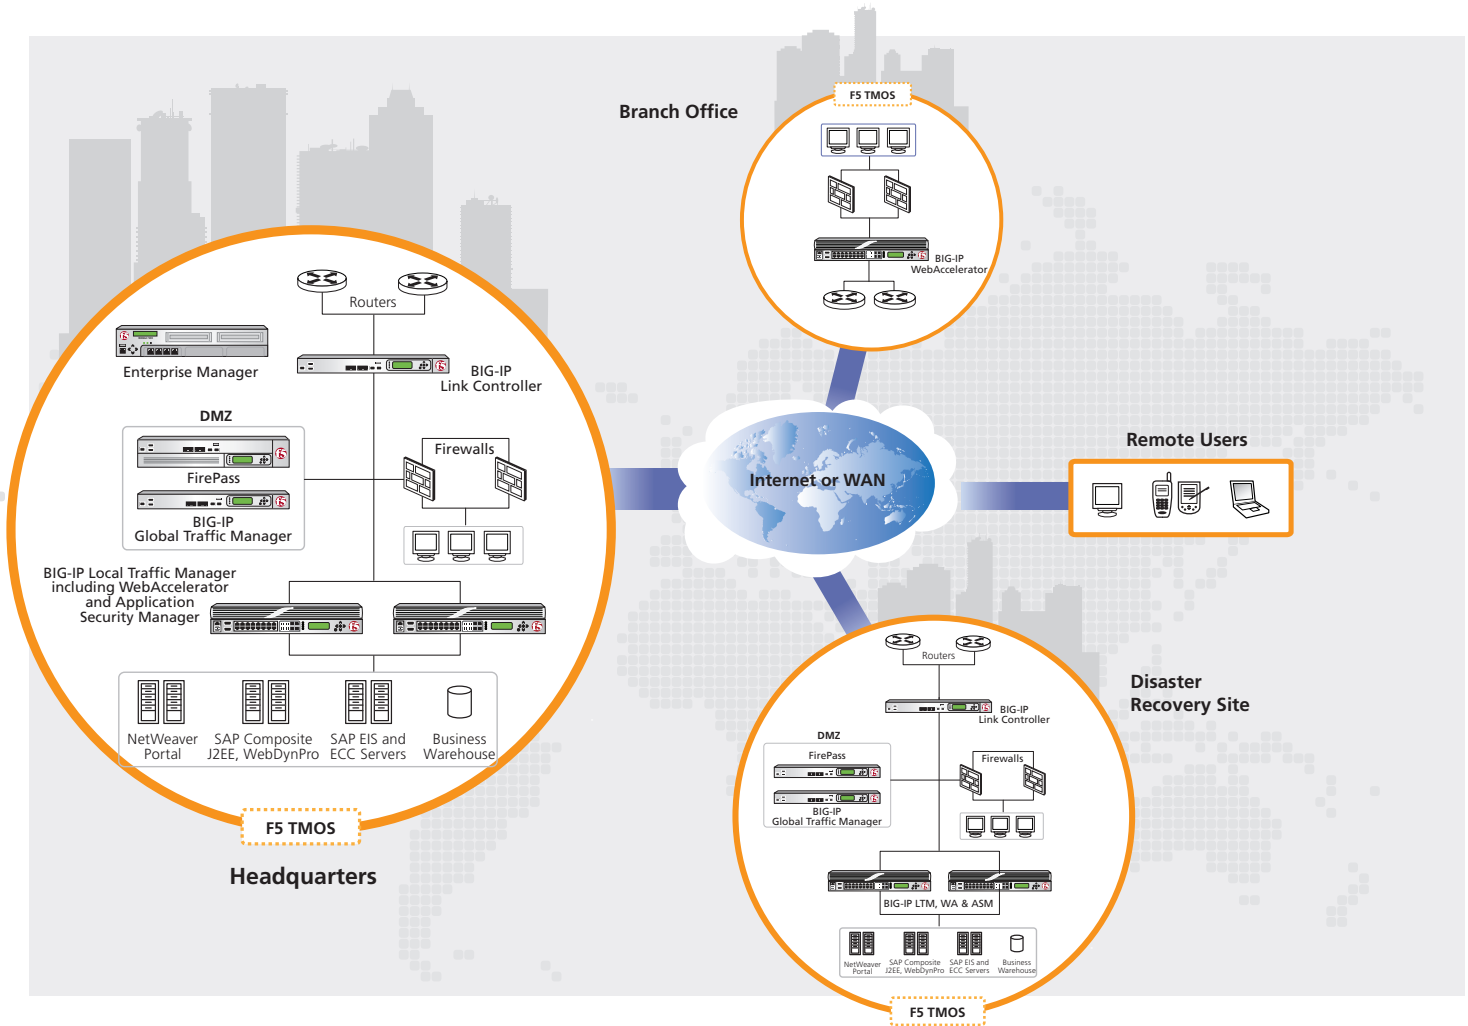 Branch Office
F5 TMOS
BIG-IP
WebAccelerator
Routers
Enterprise Manager
BIG-IP
Link Controller
DMZ
FirePass
BIG-IP
Global Traffic Manager
Firewalls
BIG-IP Local Traffic Manager
including WebAccelerator
and Application
Security Manager
NetWeaver
Portal
SAP Composite
J2EE, WebDynPro
SAP EIS and
ECC Servers
Business
Warehouse
F5 TMOS
Headquarters
Internet or WAN
Remote Users
Disaster
Recovery Site
Routers
BIG-IP
Link Controller
DMZ
FirePass
BIG-IP
Global Traffic Manager
Firewalls
BIG-IP LTM, WA & ASM
NetWeaver
Portal
SAP Composite
J2EE, WebDynPro
SAP EIS and
ECC Servers
Business
Warehouse
F5 TMOS